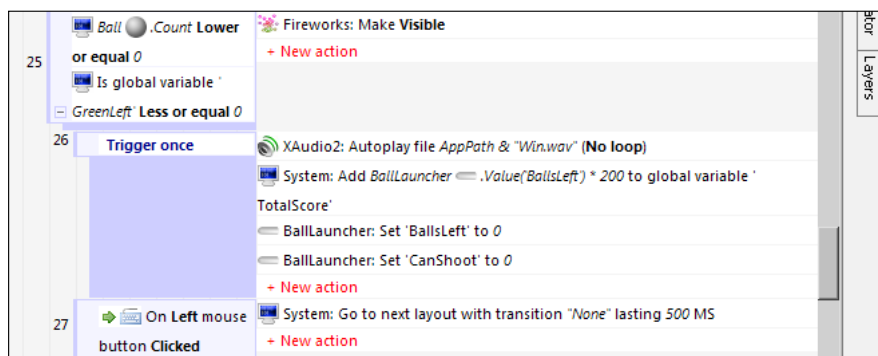 Ball .Count Lower
or equal 0
25
Is global variable '
GreenLeft' Less or equal 0
Fireworks: Make Visible
+ New action
26
Trigger once
XAudio2: Autoplay file AppPath & "Win.wav" (No loop)
System: Add BallLauncher .Value('BallsLeft') * 200 to global variable '
TotalScore'
BallLauncher: Set 'BallsLeft' to 0
BallLauncher: Set 'CanShoot' to 0
+ New action
27
On Left mouse
button Clicked
System: Go to next layout with transition "None" lasting 500 MS
+ New action
Layers